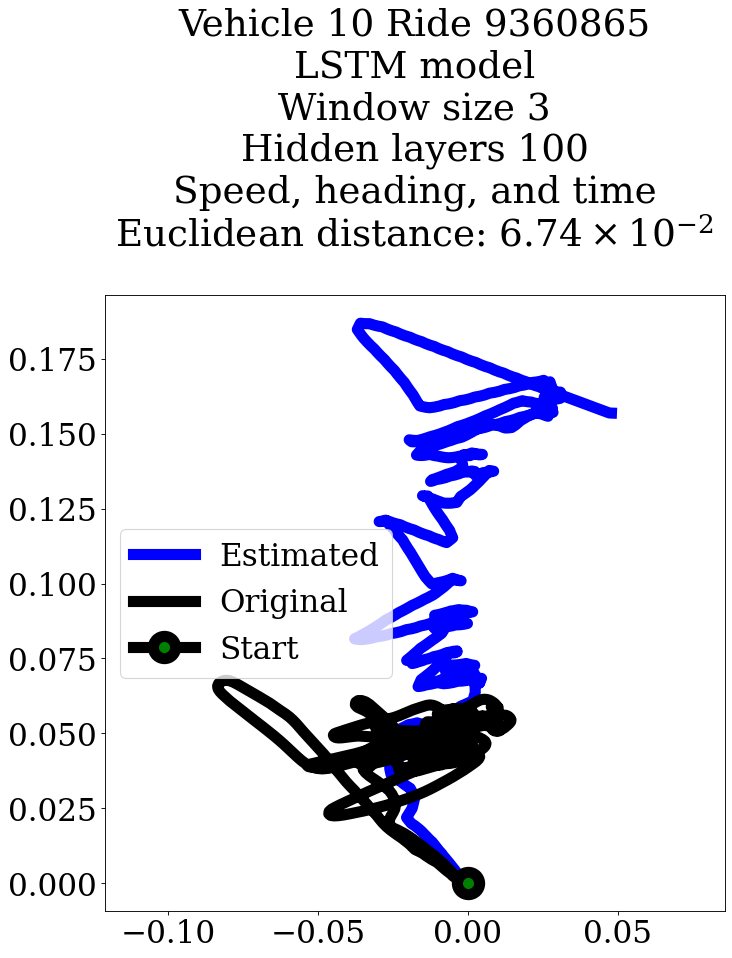 Vehicle 10 Ride 9360865
LSTM model
Window size 3
Hidden layers 100
Speed, heading, and time
Euclidean distance: 6.74 × 10⁻²
0.175
0.150
0.125
0.100
0.075
0.050
0.025
0.000
Estimated
Original
Start
−0.10 −0.05 0.00 0.05